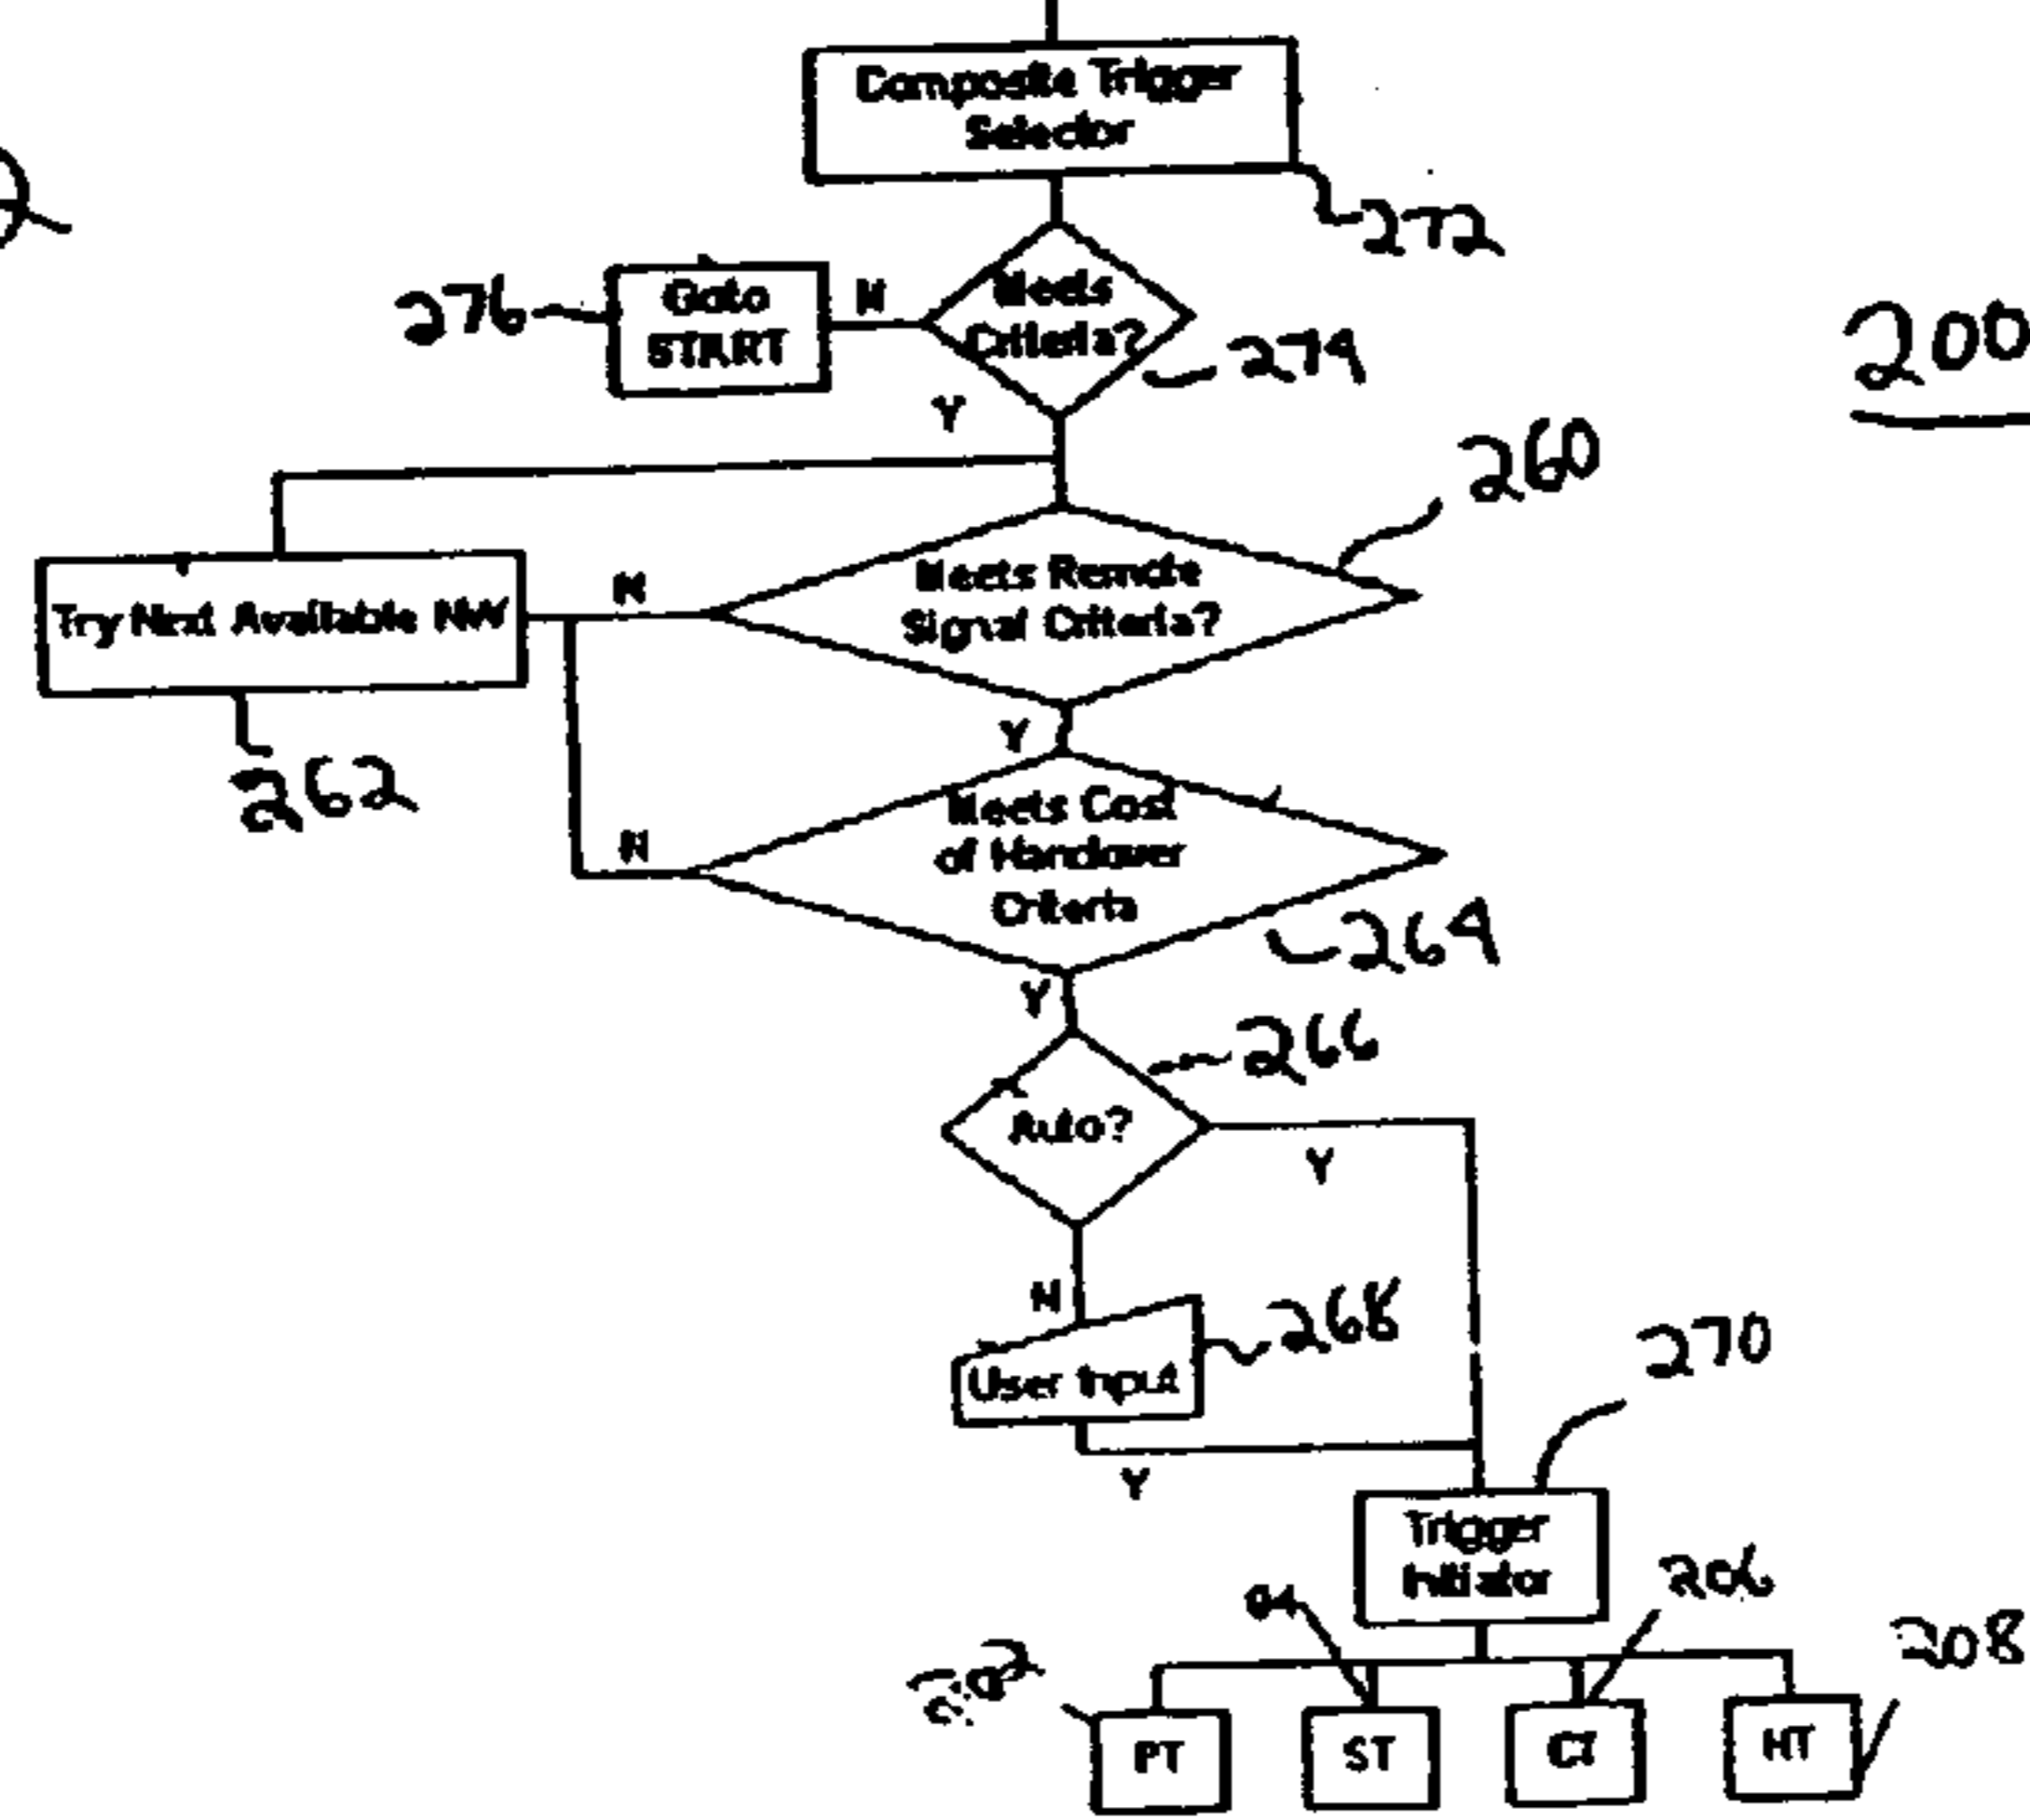 Composite Trigger
Selector
272
276
Goto
START
N
Meets
Criteria?
274
200
Y
260
Try Next Available NW
N
Meets Remote
Signal Criteria?
262
Y
N
Meets Cost
of Handover
Criteria
264
Y
266
Auto?
Y
N
User Input
268
270
Y
Trigger
Initiator
206
208
202
PT
ST
CT
HT